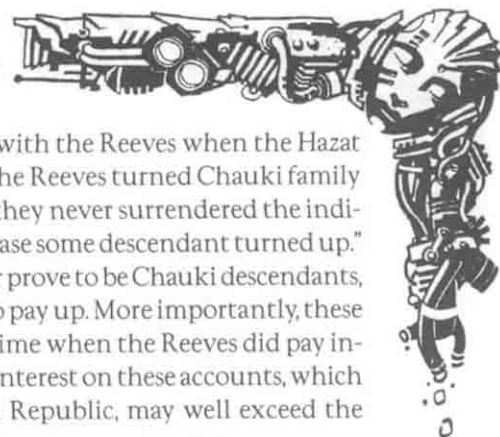 with the Reeves when the Hazat
he Reeves turned Chauki family
they never surrendered the indi-
ase some descendant turned up."
r prove to be Chauki descendants,
o pay up. More importantly, these
ime when the Reeves did pay in-
nterest on these accounts, which
Republic, may well exceed the